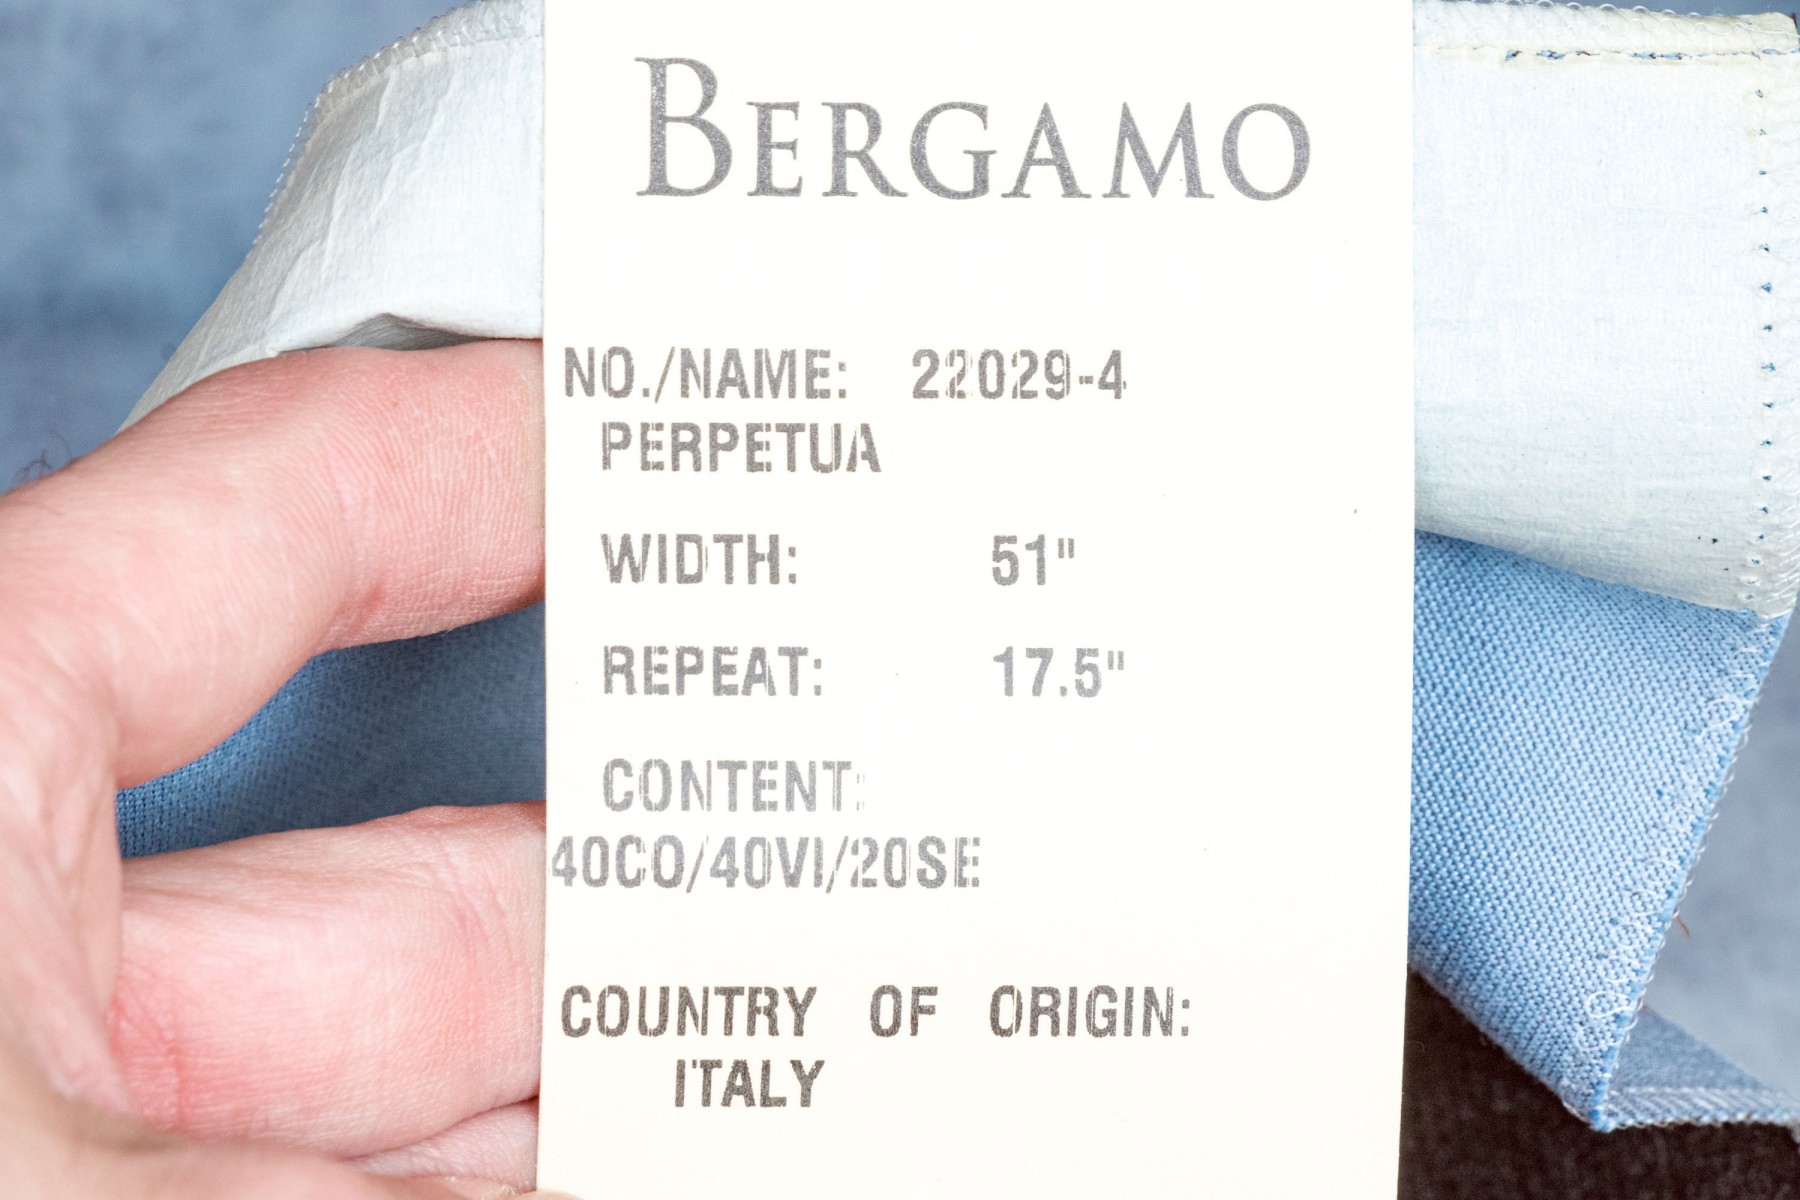 BERGAMO
NO./NAME: 22029-4
PERPETUA
WIDTH: 51"
REPEAT: 17.5"
CONTENT:
40CO/40VI/20SE
COUNTRY OF ORIGIN:
ITALY